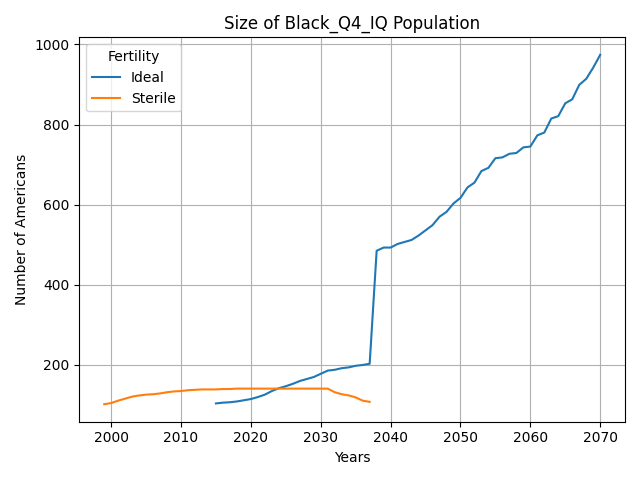 Size of Black_Q4_IQ Population
Fertility
Ideal
Sterile
Number of Americans
1000
800
600
400
200
2000 2010 2020 2030 2040 2050 2060 2070
Years